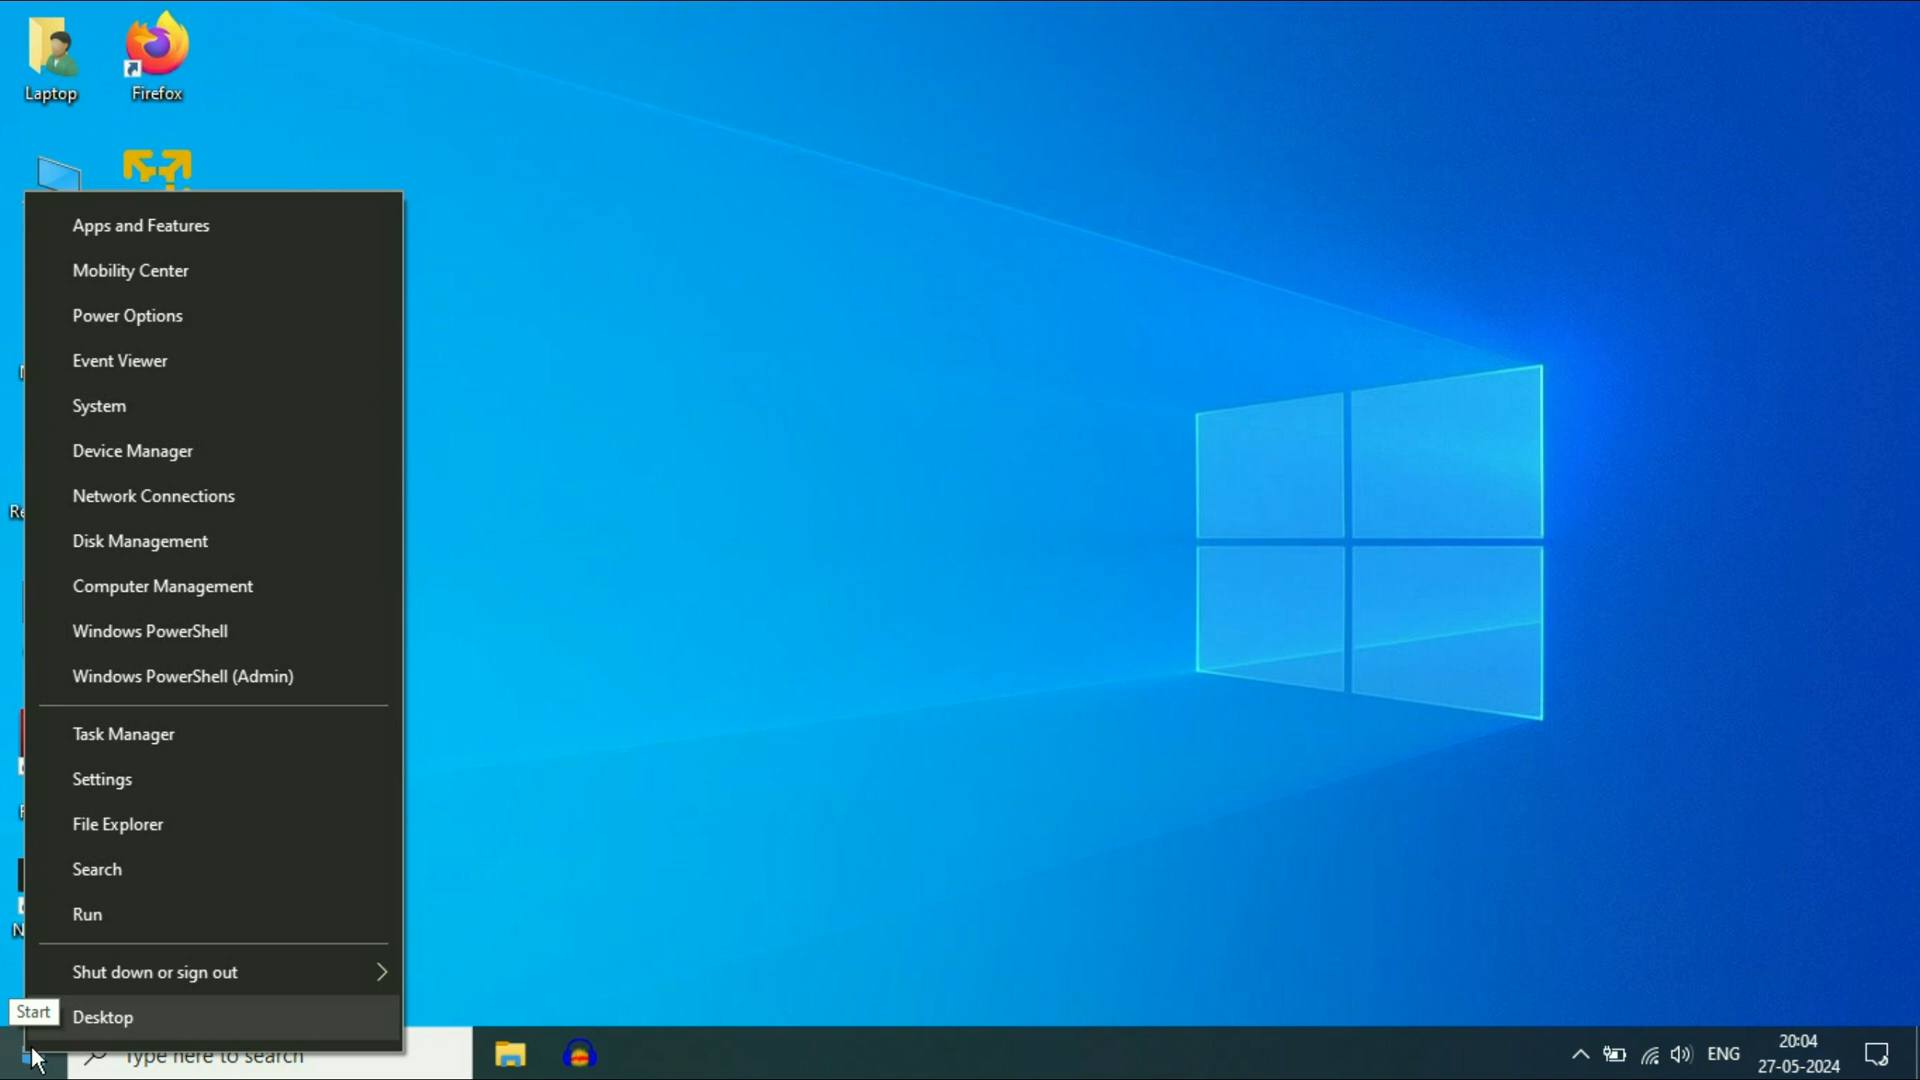 Laptop
Firefox
Apps and Features
Mobility Center
Power Options
Event Viewer
System
Device Manager
Network Connections
Disk Management
Computer Management
Windows PowerShell
Windows PowerShell (Admin)
Task Manager
Settings
File Explorer
Search
Run
Shut down or sign out
Start
Desktop
Type here to search
ENG
20:04
27-05-2024